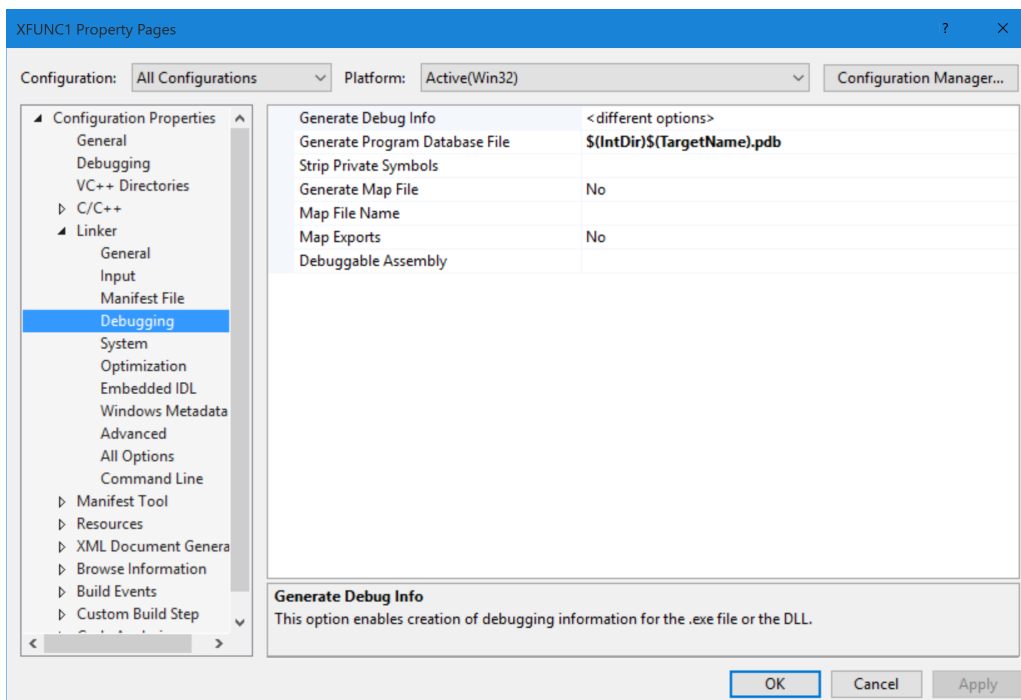 XFUNC1 Property Pages
Configuration: All Configurations Platform: Active(Win32) Configuration Manager...
Configuration Properties
General
Debugging
VC++ Directories
C/C++
Linker
General
Input
Manifest File
Debugging
System
Optimization
Embedded IDL
Windows Metadata
Advanced
All Options
Command Line
Manifest Tool
Resources
XML Document Genera
Browse Information
Build Events
Custom Build Step
Generate Debug Info <different options>
Generate Program Database File $(IntDir)$(TargetName).pdb
Strip Private Symbols
Generate Map File No
Map File Name
Map Exports No
Debuggable Assembly
Generate Debug Info
This option enables creation of debugging information for the .exe file or the DLL.
OK Cancel Apply